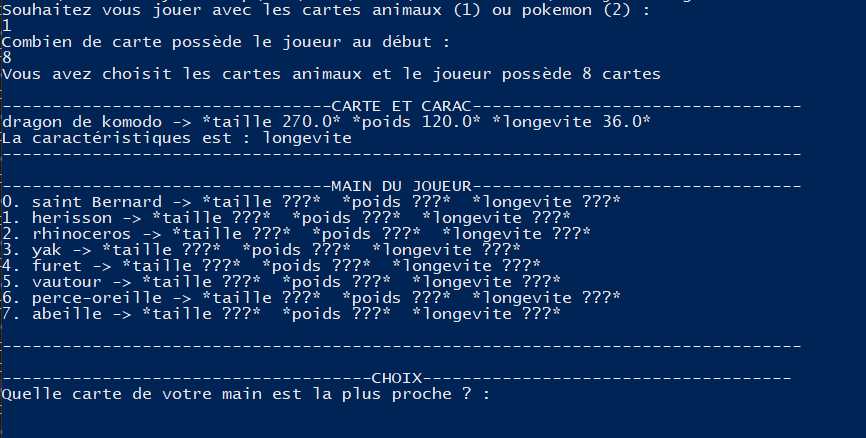 Souhaitez vous jouer avec les cartes animaux (1) ou pokemon (2) :
1
Combien de carte possède le joueur au début :
8
Vous avez choisit les cartes animaux et le joueur possède 8 cartes
---------------------------------CARTE ET CARAC---------------------------------
dragon de komodo -> *taille 270.0* *poids 120.0* *longevite 36.0*
La caractéristiques est : longevite
--------------------------------------------------------------------------------
---------------------------------MAIN DU JOUEUR---------------------------------
0. saint Bernard -> *taille ???*  *poids ???*  *longevite ???*
1. herisson -> *taille ???*  *poids ???*  *longevite ???*
2. rhinoceros -> *taille ???*  *poids ???*  *longevite ???*
3. yak -> *taille ???*  *poids ???*  *longevite ???*
4. furet -> *taille ???*  *poids ???*  *longevite ???*
5. vautour -> *taille ???*  *poids ???*  *longevite ???*
6. perce-oreille -> *taille ???*  *poids ???*  *longevite ???*
7. abeille -> *taille ???*  *poids ???*  *longevite ???*
--------------------------------------------------------------------------------
-------------------------------------CHOIX-------------------------------------
Quelle carte de votre main est la plus proche ? :